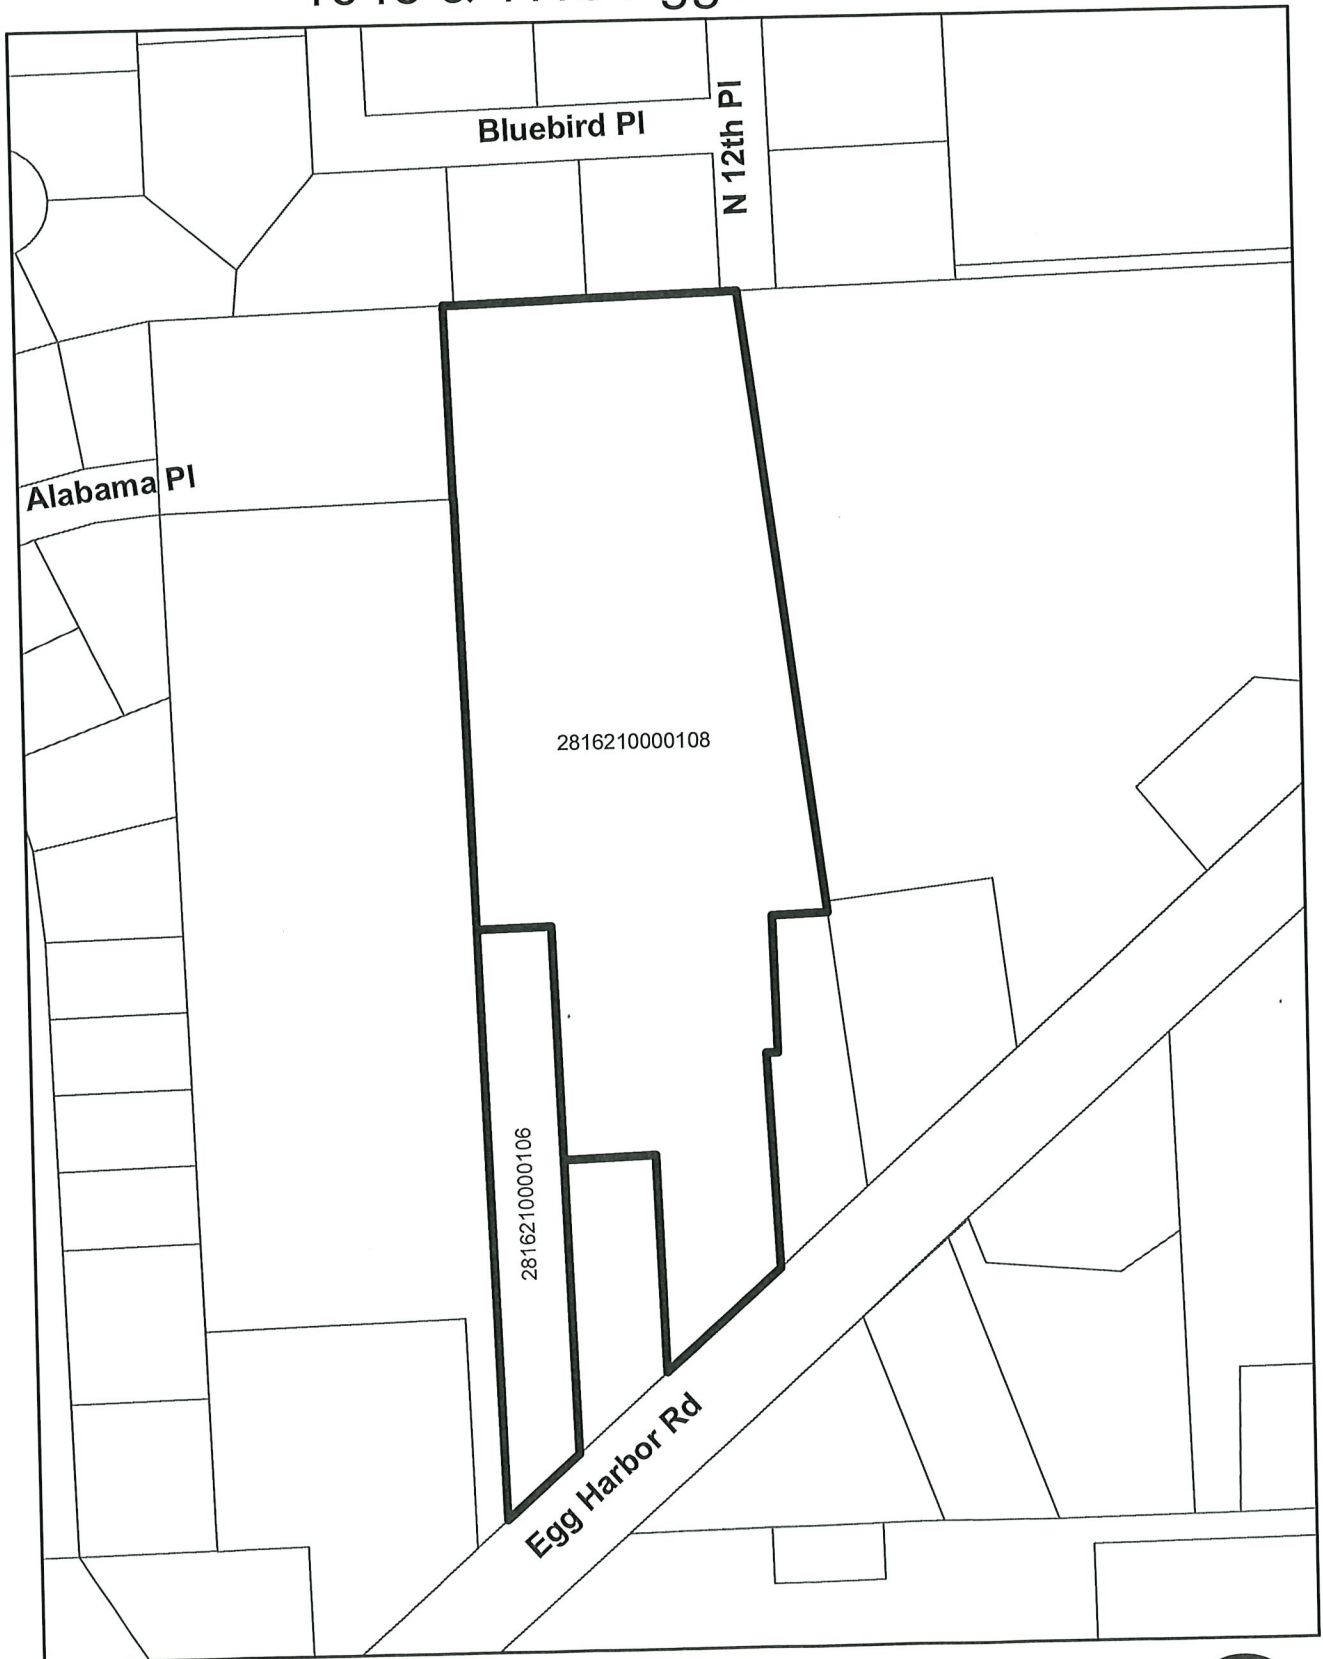 Bluebird Pl
N 12th Pl
Alabama Pl
2816210000108
2816210000106
Egg Harbor Rd